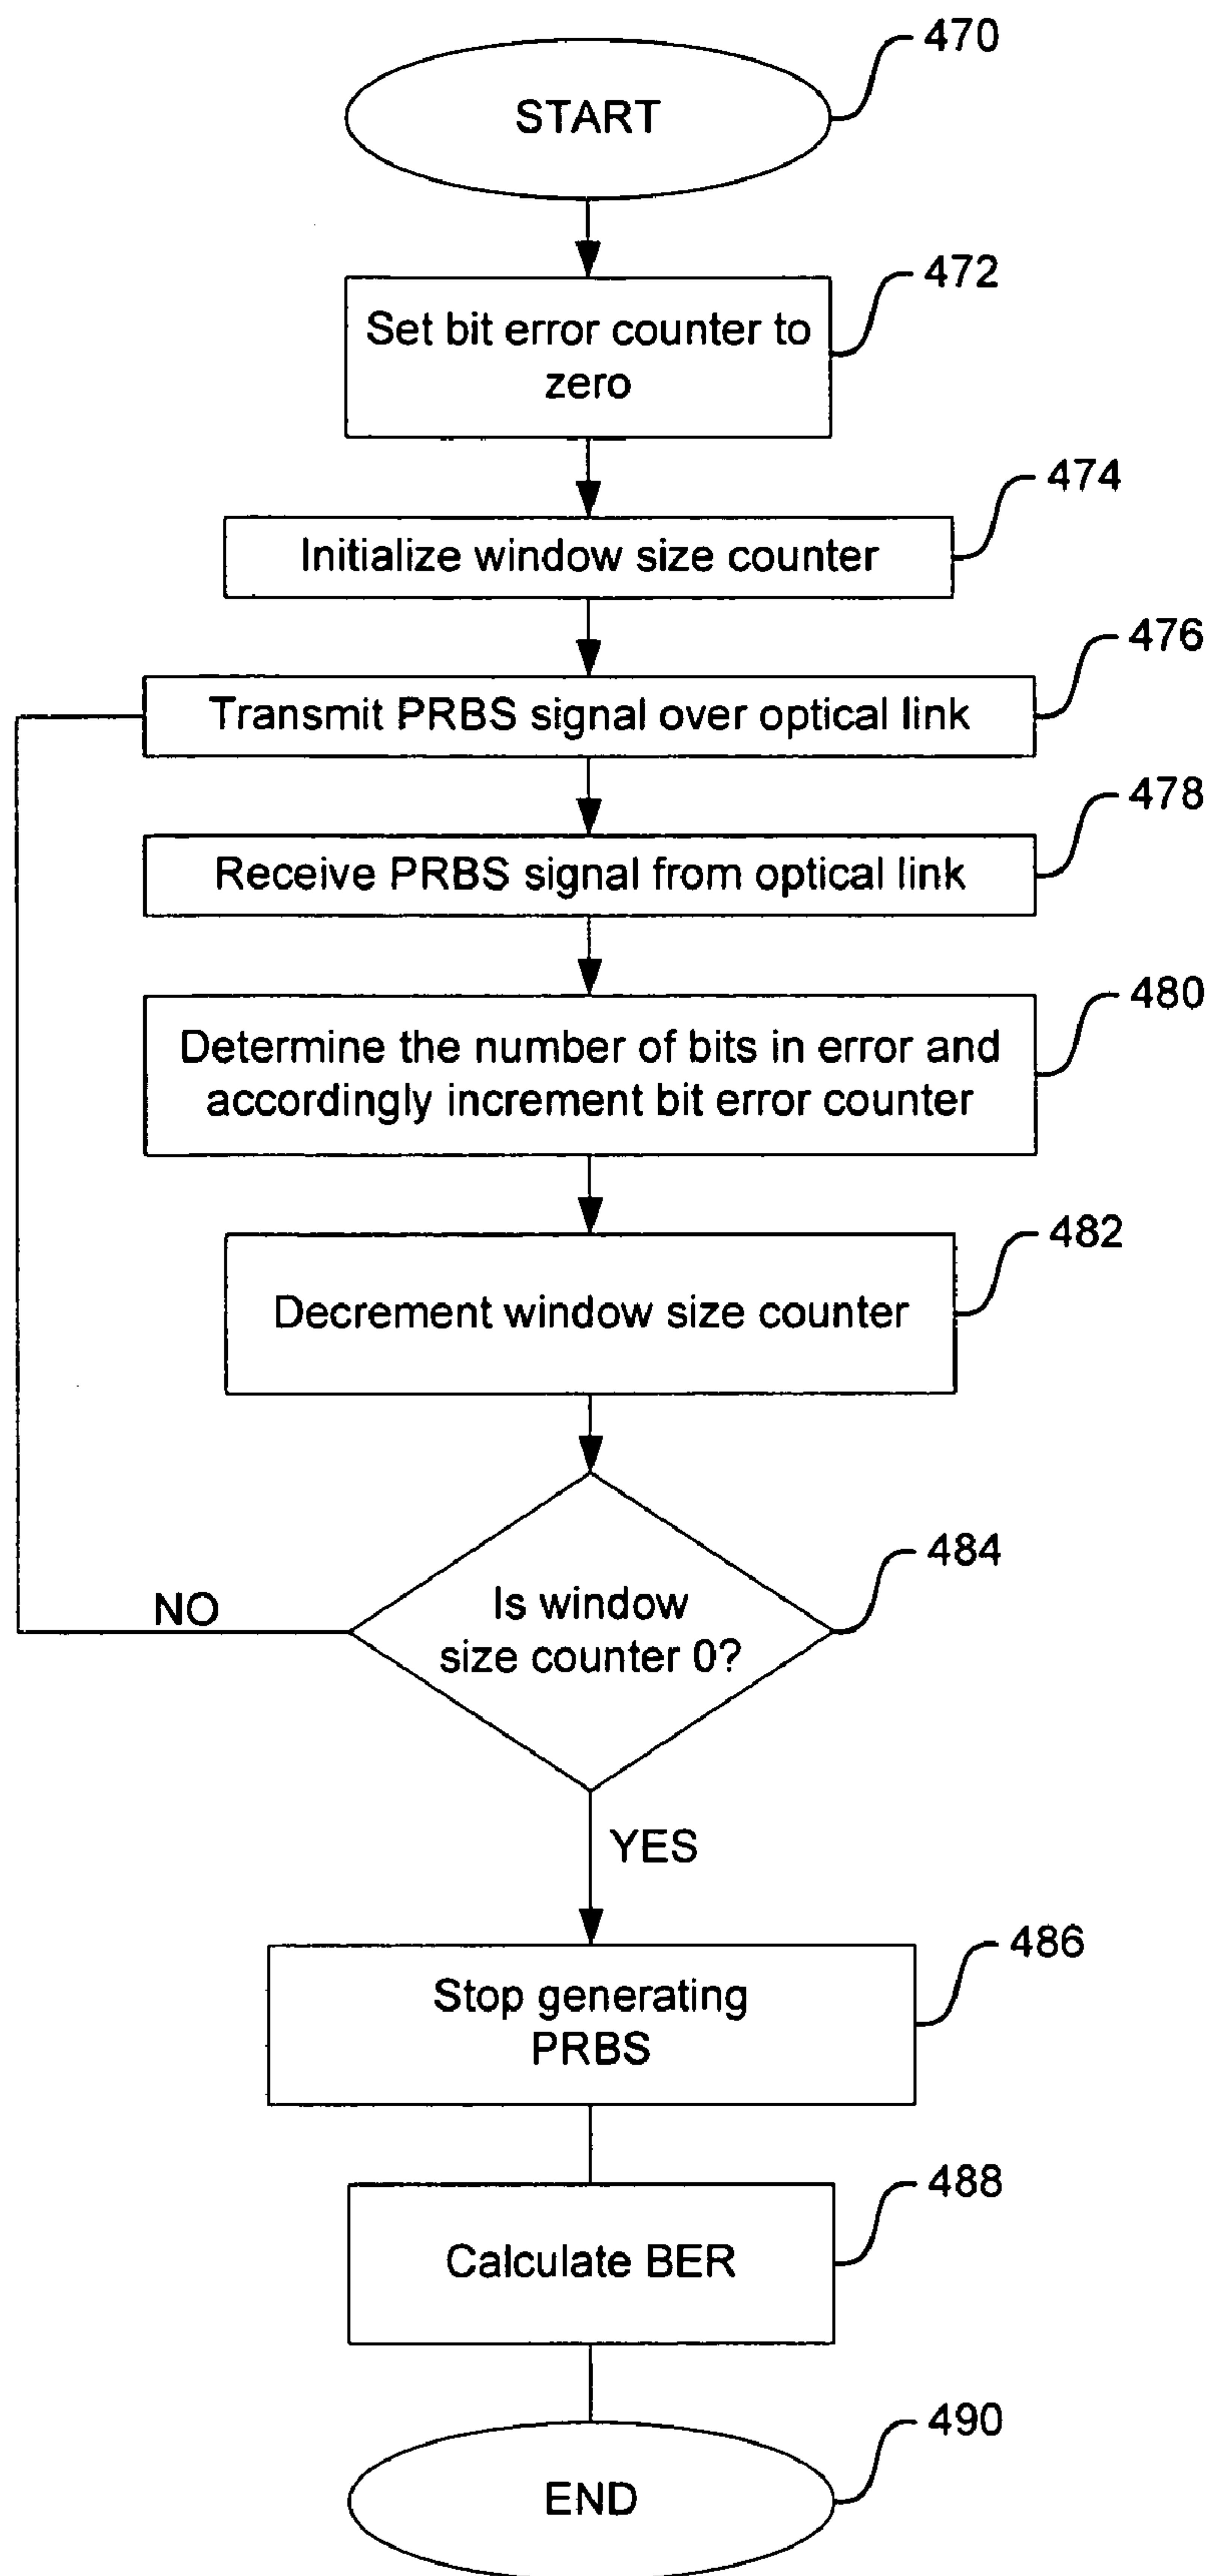 470
START
472
Set bit error counter to
zero
474
Initialize window size counter
476
Transmit PRBS signal over optical link
478
Receive PRBS signal from optical link
480
Determine the number of bits in error and
accordingly increment bit error counter
482
Decrement window size counter
484
Is window
size counter 0?
NO
YES
486
Stop generating
PRBS
488
Calculate BER
490
END